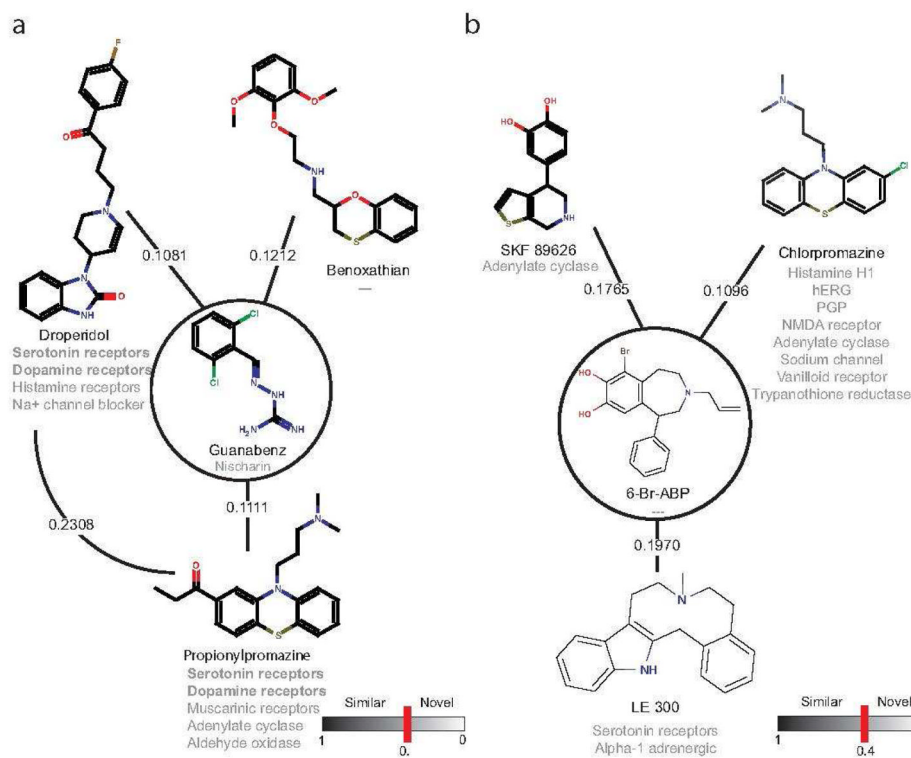 a
F
O
O
O
O
N
NH
O
S
N
N
O
NH
Droperidol
Serotonin receptors
Dopamine receptors
Histamine receptors
Na+ channel blocker
Benoxathian
—
0.1081
0.1212
Cl
Cl
N
NH
H2N
NH
Guanabenz
Nischarin
0.2308
0.1111
N
O
N
S
Propionylpromazine
Serotonin receptors
Dopamine receptors
Muscarinic receptors
Adenylate cyclase
Aldehyde oxidase
Similar
Novel
1
0.
0
b
OH
HO
S
NH
SKF 89626
Adenylate cyclase
N
N
Cl
S
Chlorpromazine
Histamine H1
hERG
PGP
NMDA receptor
Adenylate cyclase
Sodium channel
Vanilloid receptor
Trypanothione reductase
0.1765
0.1096
Br
HO
HO
N
6-Br-ABP
---
0.1970
N
NH
LE 300
Serotonin receptors
Alpha-1 adrenergic
Similar
Novel
1
0.4